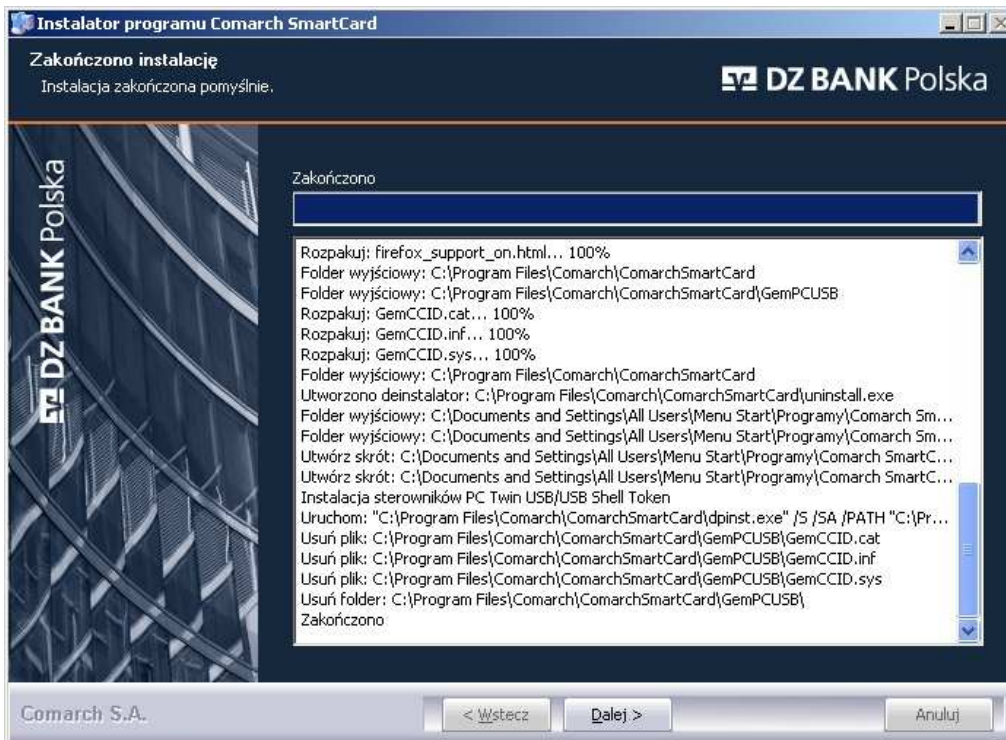 Instalator programu Comarch SmartCard
Zakończono instalację
Instalacja zakończona pomyślnie.
DZ BANK Polska
DZ BANK Polska
Zakończono
Rozpakuj: firefox_support_on.html... 100%
Folder wyjściowy: C:\Program Files\Comarch\ComarchSmartCard
Folder wyjściowy: C:\Program Files\Comarch\ComarchSmartCard\GemPCUSB
Rozpakuj: GemCCID.cat... 100%
Rozpakuj: GemCCID.inf... 100%
Rozpakuj: GemCCID.sys... 100%
Folder wyjściowy: C:\Program Files\Comarch\ComarchSmartCard
Utworzono deinstalator: C:\Program Files\Comarch\ComarchSmartCard\uninstall.exe
Folder wyjściowy: C:\Documents and Settings\All Users\Menu Start\Programy\Comarch Sm...
Folder wyjściowy: C:\Documents and Settings\All Users\Menu Start\Programy\Comarch Sm...
Utwórz skrót: C:\Documents and Settings\All Users\Menu Start\Programy\Comarch SmartC...
Utwórz skrót: C:\Documents and Settings\All Users\Menu Start\Programy\Comarch SmartC...
Instalacja sterowników PC Twin USB/USB Shell Token
Uruchom: "C:\Program Files\Comarch\ComarchSmartCard\dpinst.exe" /S /SA /PATH "C:\Pr...
Usuń plik: C:\Program Files\Comarch\ComarchSmartCard\GemPCUSB\GemCCID.cat
Usuń plik: C:\Program Files\Comarch\ComarchSmartCard\GemPCUSB\GemCCID.inf
Usuń plik: C:\Program Files\Comarch\ComarchSmartCard\GemPCUSB\GemCCID.sys
Usuń folder: C:\Program Files\Comarch\ComarchSmartCard\GemPCUSB\
Zakończono
Comarch S.A.
< Wstecz
Dalej >
Anuluj